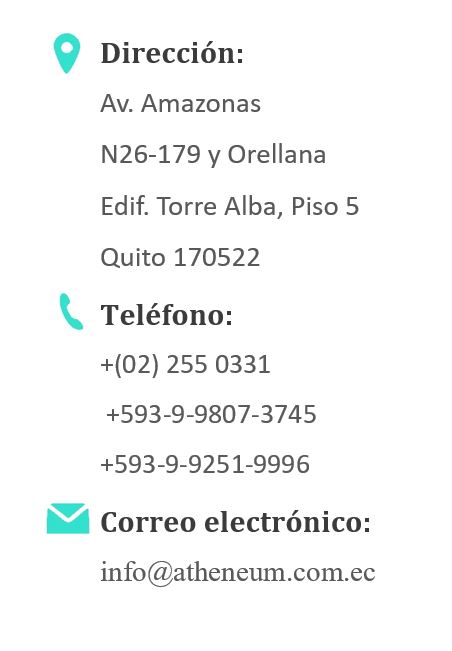 Dirección:
Av. Amazonas
N26-179 y Orellana
Edif. Torre Alba, Piso 5
Quito 170522
Teléfono:
+(02) 255 0331
+593-9-9807-3745
+593-9-9251-9996
Correo electrónico:
info@atheneum.com.ec